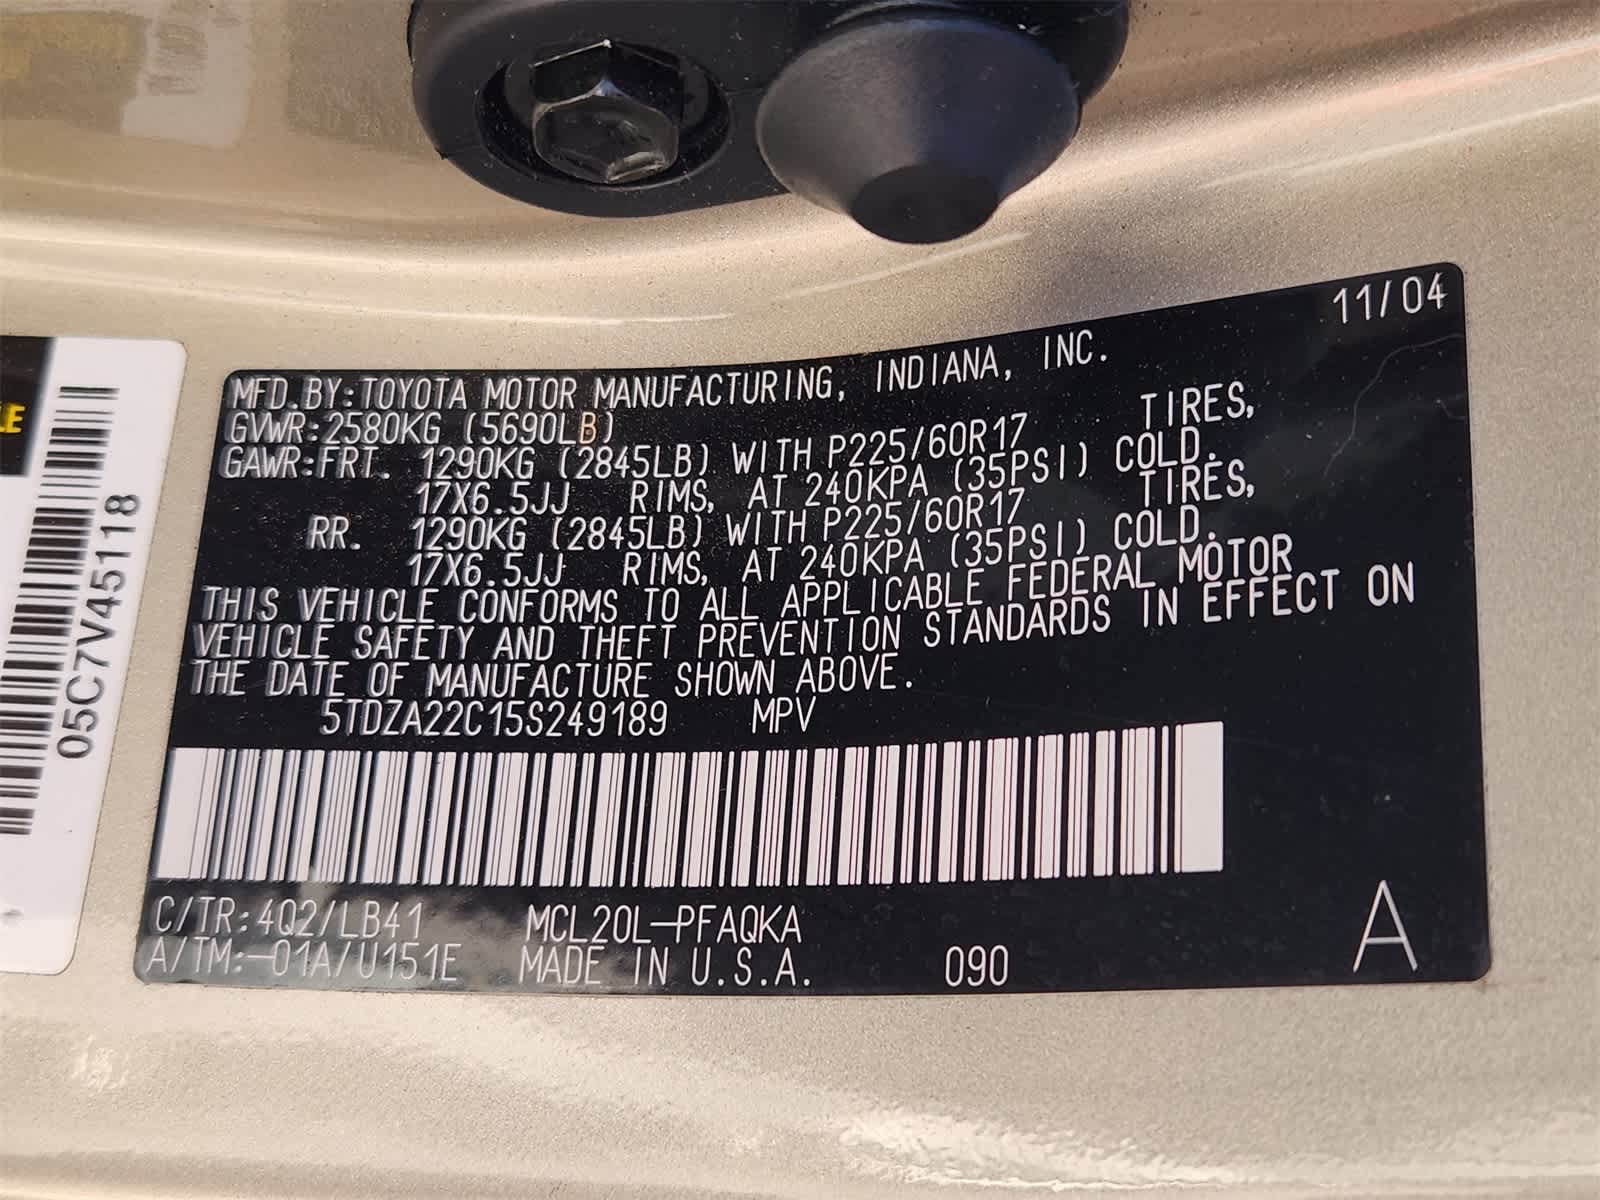 11/04
MFD.BY:TOYOTA MOTOR MANUFACTURING, INDIANA, INC.
GVWR:2580KG (5690LB)
GAWR:FRT. 1290KG (2845LB) WITH P225/60R17 TIRES,
17X6.5JJ RIMS, AT 240KPA (35PSI) COLD.
RR. 1290KG (2845LB) WITH P225/60R17 TIRES,
17X6.5JJ RIMS, AT 240KPA (35PSI) COLD.
THIS VEHICLE CONFORMS TO ALL APPLICABLE FEDERAL MOTOR
VEHICLE SAFETY AND THEFT PREVENTION STANDARDS IN EFFECT ON
THE DATE OF MANUFACTURE SHOWN ABOVE.
5TDZA22C15S249189 MPV
C/TR:4Q2/LB41 MCL20L-PFAQKA
A/TM:-01A/U151E MADE IN U.S.A. 090
A
05C7V45118